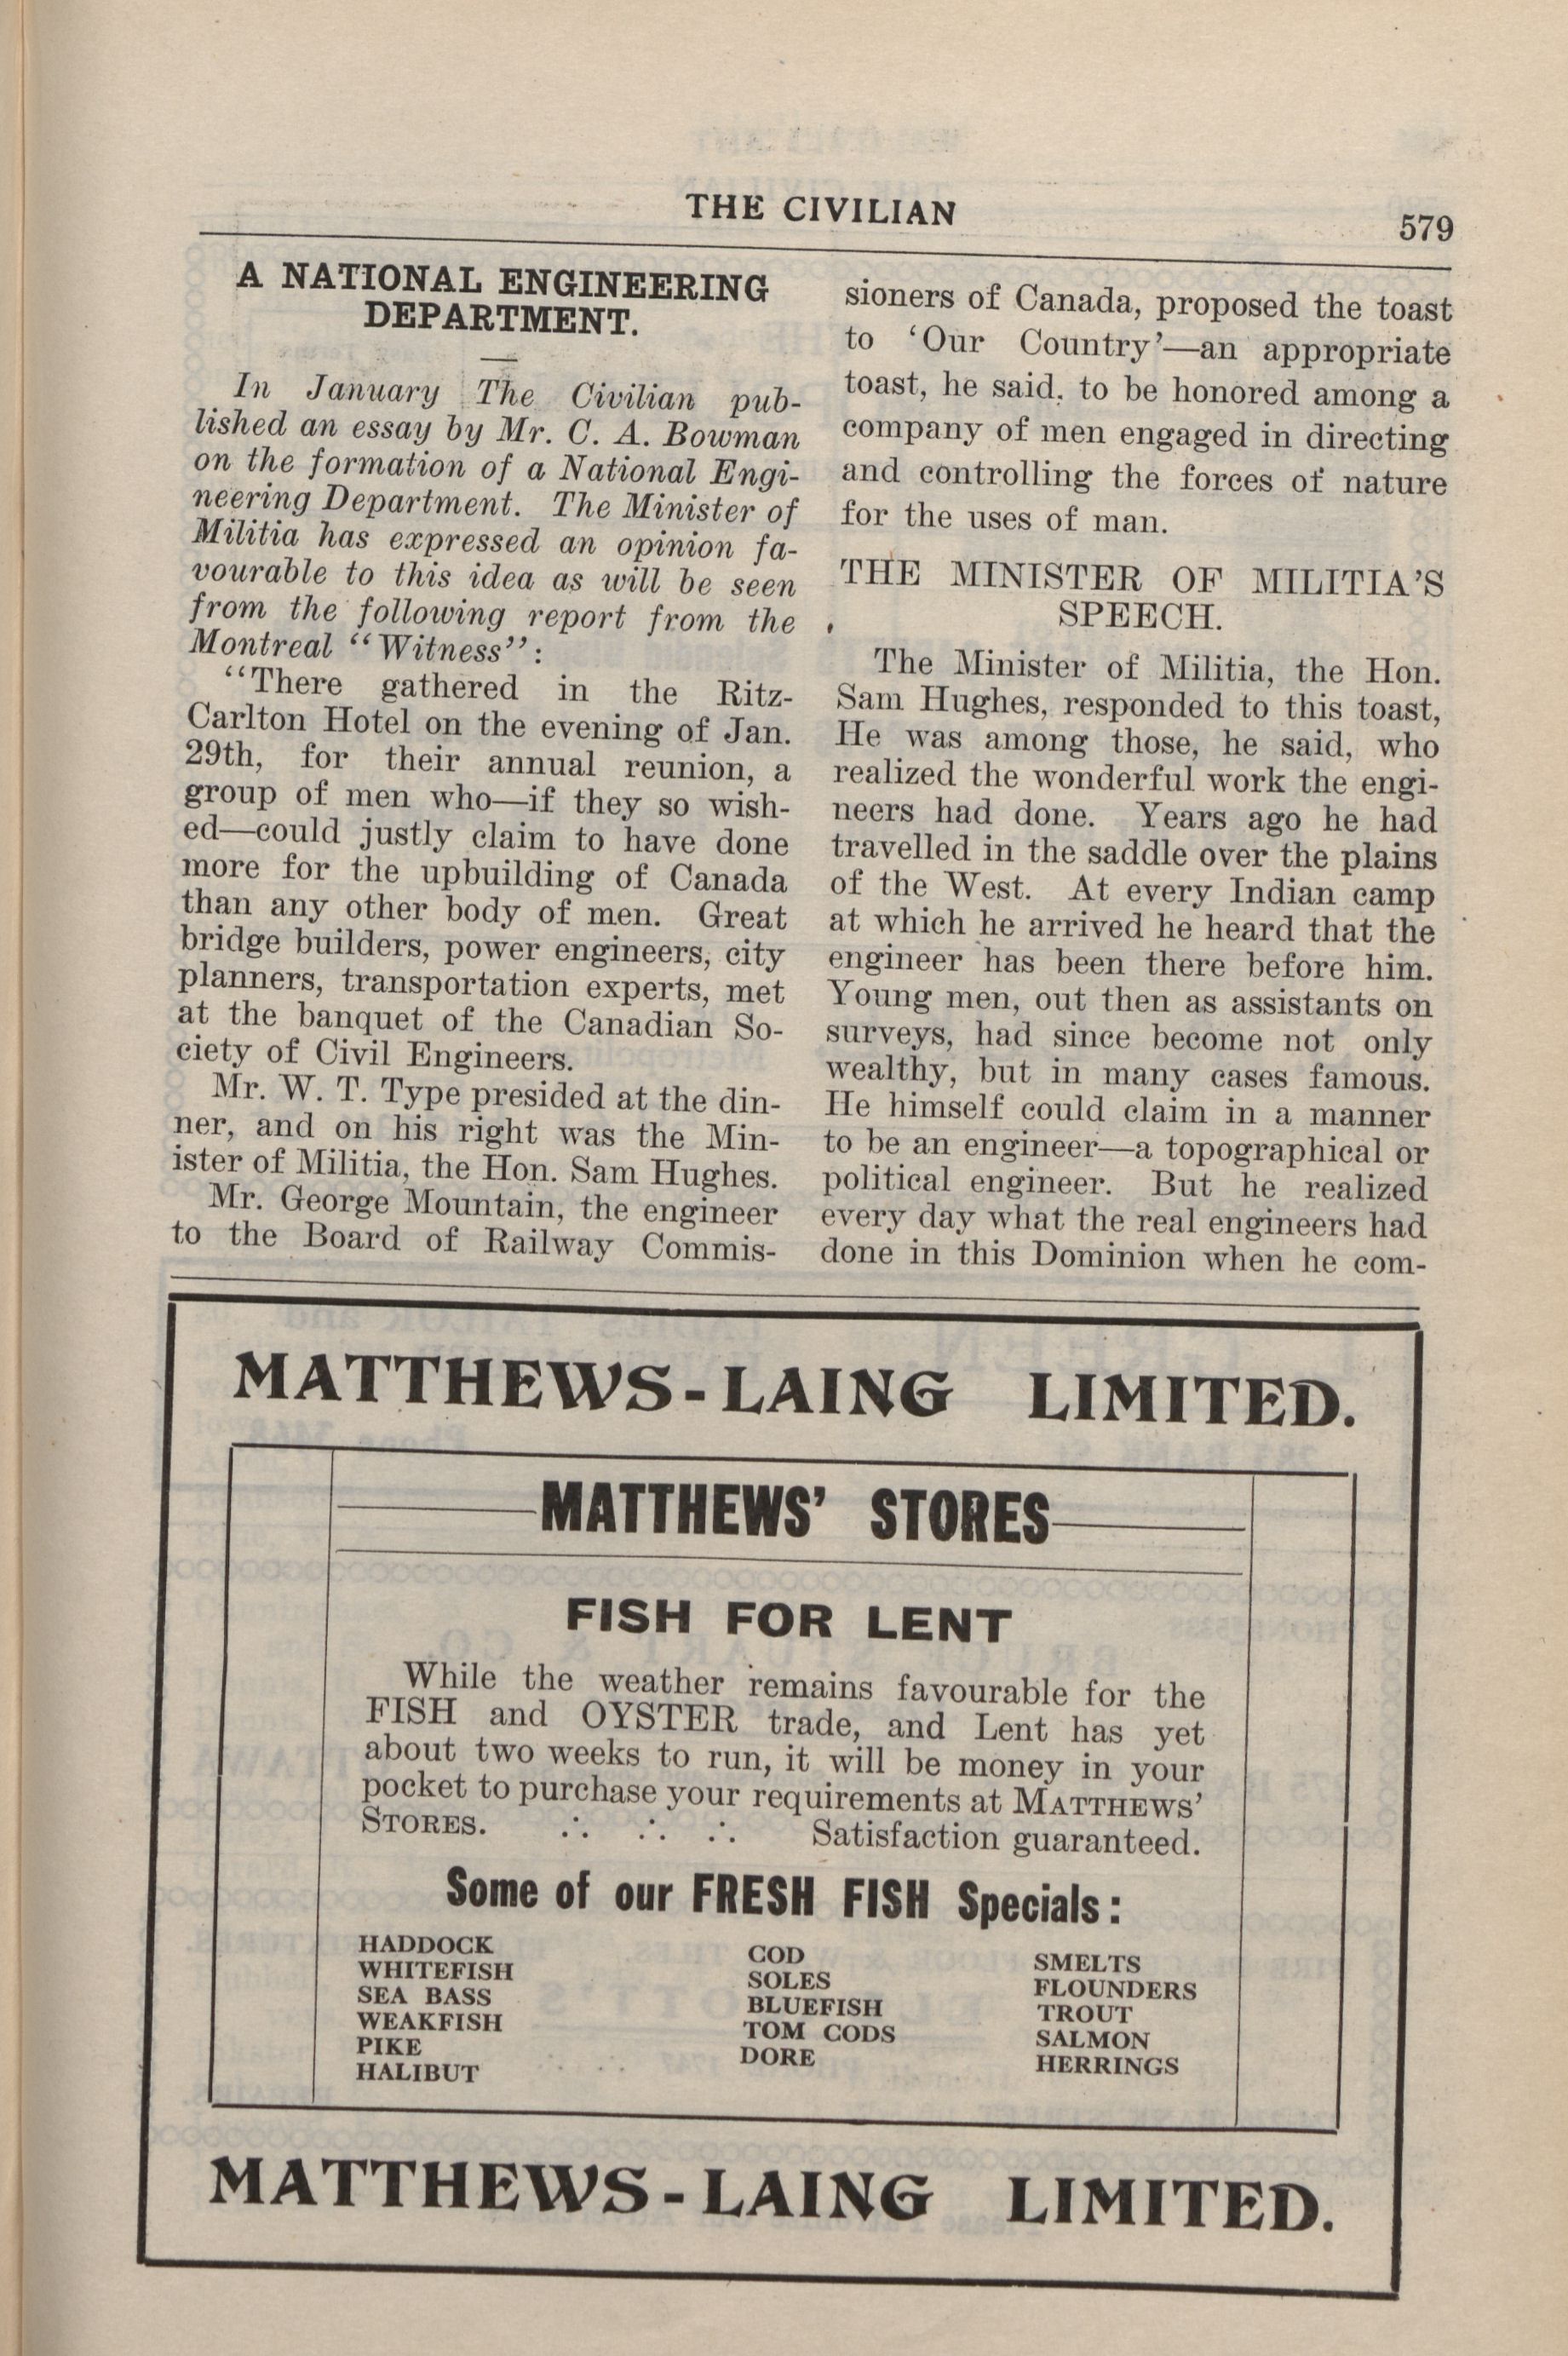 THE CIVILIAN
579
A NATIONAL ENGINEERING
DEPARTMENT.
In January The Civilian pub-
lished an essay by Mr. C. A. Bowman
on the formation of a National Engi-
neering Department. The Minister of
Militia has expressed an opinion fa-
vourable to this idea as will be seen
from the following report from the
Montreal “Witness”:
“There gathered in the Ritz-
Carlton Hotel on the evening of Jan.
29th, for their annual reunion, a
group of men who—if they so wish-
ed—could justly claim to have done
more for the upbuilding of Canada
than any other body of men. Great
bridge builders, power engineers, city
planners, transportation experts, met
at the banquet of the Canadian So-
ciety of Civil Engineers.
Mr. W. T. Type presided at the din-
ner, and on his right was the Min-
ister of Militia, the Hon. Sam Hughes.
Mr. George Mountain, the engineer
to the Board of Railway Commis-
sioners of Canada, proposed the toast
to ‘Our Country’—an appropriate
toast, he said, to be honored among a
company of men engaged in directing
and controlling the forces of nature
for the uses of man.
THE MINISTER OF MILITIA’S
SPEECH.
The Minister of Militia, the Hon.
Sam Hughes, responded to this toast,
He was among those, he said, who
realized the wonderful work the engi-
neers had done. Years ago he had
travelled in the saddle over the plains
of the West. At every Indian camp
at which he arrived he heard that the
engineer has been there before him.
Young men, out then as assistants on
surveys, had since become not only
wealthy, but in many cases famous.
He himself could claim in a manner
to be an engineer—a topographical or
political engineer. But he realized
every day what the real engineers had
done in this Dominion when he com-
MATTHEWS-LAING LIMITED.
MATTHEWS’ STORES
FISH FOR LENT
While the weather remains favourable for the
FISH and OYSTER trade, and Lent has yet
about two weeks to run, it will be money in your
pocket to purchase your requirements at MATTHEWS’
STORES. ∴ ∴ ∴ Satisfaction guaranteed.
Some of our FRESH FISH Specials:
HADDOCK
WHITEFISH
SEA BASS
WEAKFISH
PIKE
HALIBUT
COD
SOLES
BLUEFISH
TOM CODS
DORE
SMELTS
FLOUNDERS
TROUT
SALMON
HERRINGS
MATTHEWS-LAING LIMITED.